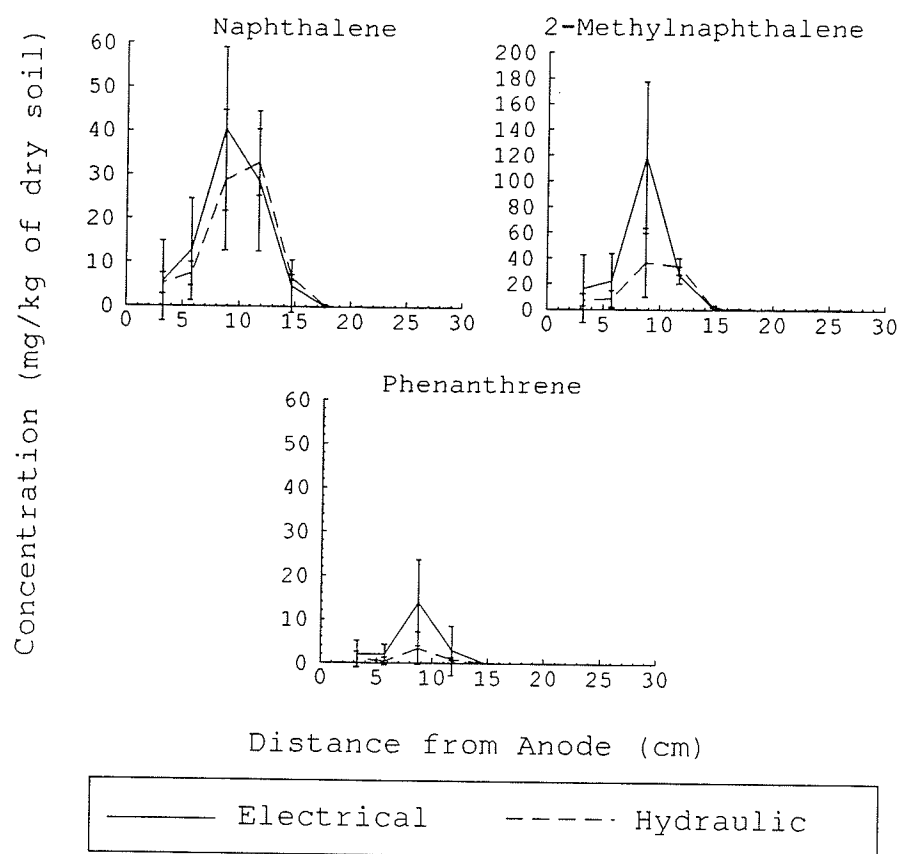 Naphthalene
60
50
40
30
20
10
0
0 5 10 15 20 25 30
2-Methylnaphthalene
200
180
160
140
120
100
80
60
40
20
0
0 5 10 15 20 25 30
Phenanthrene
60
50
40
30
20
10
0
0 5 10 15 20 25 30
Concentration (mg/kg of dry soil)
Distance from Anode (cm)
Electrical Hydraulic